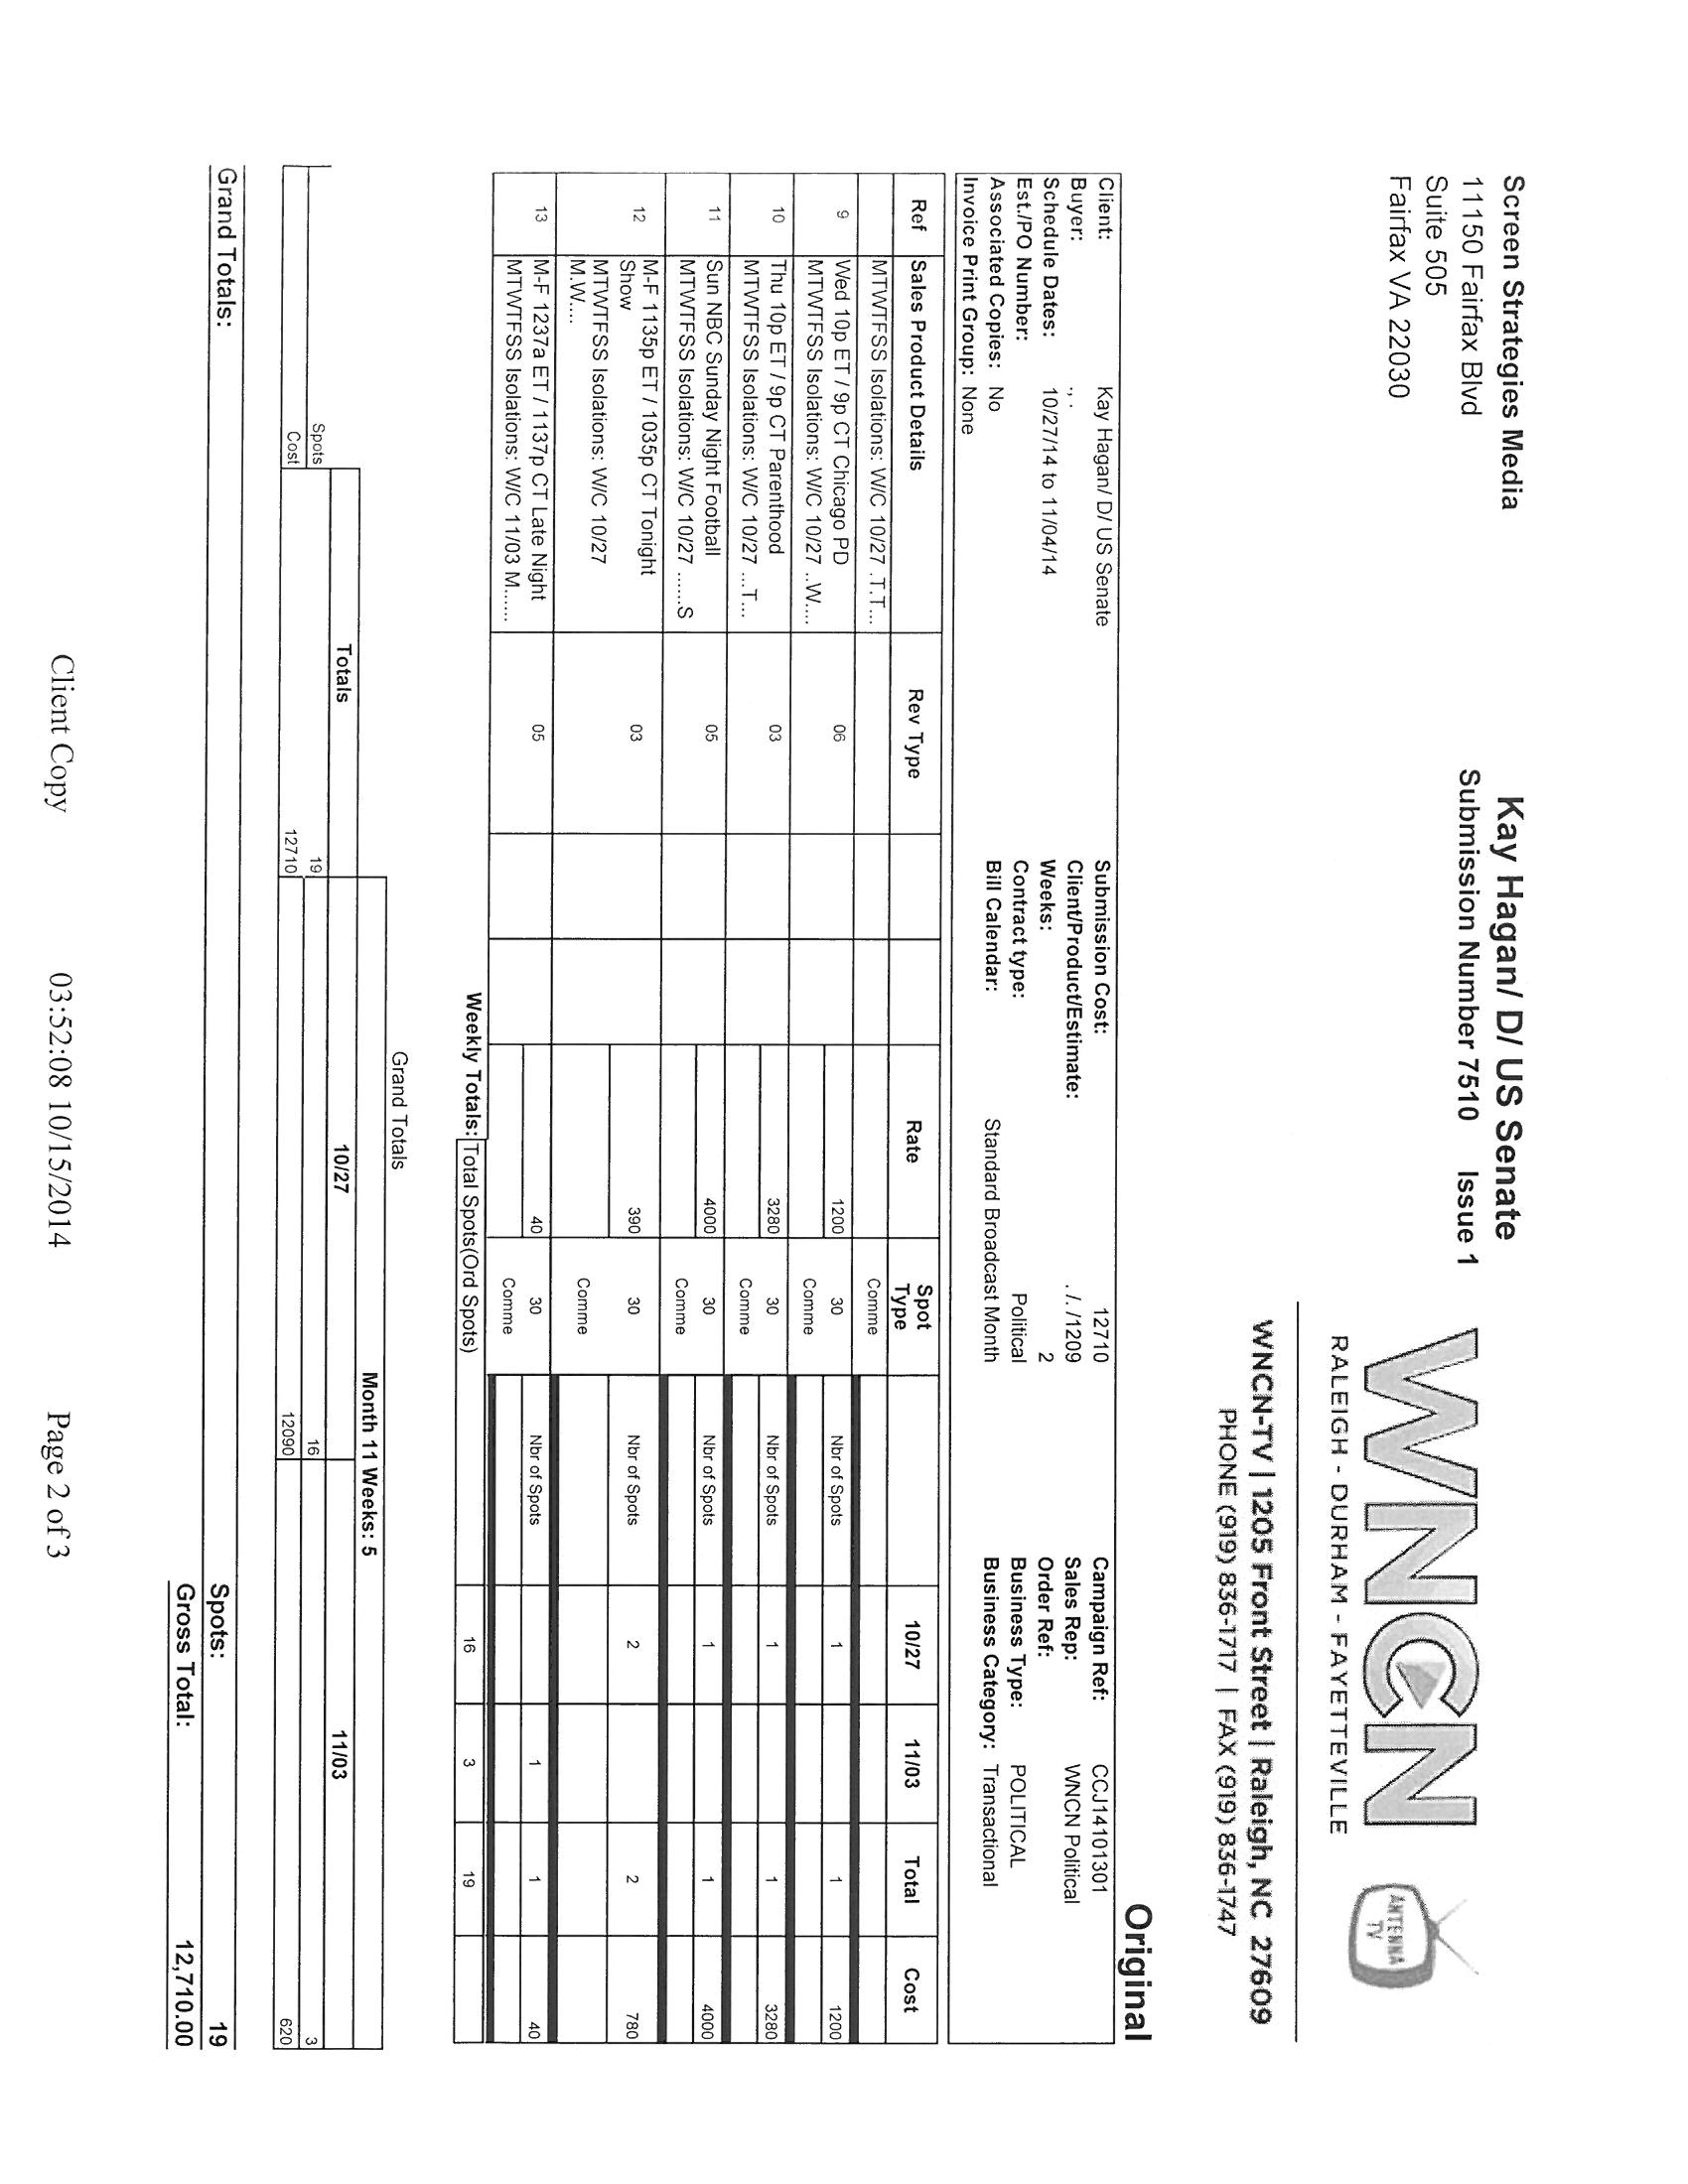 Screen Strategies Media
11150 Fairfax Blvd
Suite 505
Fairfax VA 22030
Kay Hagan/ D/ US Senate
Submission Number 7510 Issue 1
WNCN
RALEIGH - DURHAM - FAYETTEVILLE
ANTENNA
TV
WNCN-TV | 1205 Front Street | Raleigh, NC 27609
PHONE (919) 836-1717 | FAX (919) 836-1747
Original
Client: Kay Hagan/ D/ US Senate Submission Cost: 12710 Campaign Ref: CCJ14101301
Buyer: ., . Client/Product/Estimate: . /. /1209 Sales Rep: WNCN Political
Schedule Dates: 10/27/14 to 11/04/14 Weeks: 2 Order Ref:
Est./PO Number: Contract type: Political Business Type: POLITICAL
Associated Copies: No Bill Calendar: Standard Broadcast Month Business Category: Transactional
Invoice Print Group: None
Ref Sales Product Details Rev Type Rate Spot Type 10/27 11/03 Total Cost
MTWTFSS Isolations: W/C 10/27 .T.T... Comme
9 Wed 10p ET / 9p CT Chicago PD 06 1200 30 Nbr of Spots 1 1 1200
MTWTFSS Isolations: W/C 10/27 ..W.... Comme
10 Thu 10p ET / 9p CT Parenthood 03 3280 30 Nbr of Spots 1 1 3280
MTWTFSS Isolations: W/C 10/27 ...T... Comme
11 Sun NBC Sunday Night Football 05 4000 30 Nbr of Spots 1 1 4000
MTWTFSS Isolations: W/C 10/27 ......S Comme
12 M-F 1135p ET / 1035p CT Tonight 03 390 30 Nbr of Spots 2 2 780
Show
MTWTFSS Isolations: W/C 10/27 Comme
M.W....
13 M-F 1237a ET / 1137p CT Late Night 05 40 30 Nbr of Spots 1 1 40
MTWTFSS Isolations: W/C 11/03 M...... Comme
Weekly Totals: Total Spots(Ord Spots) 16 3 19
Grand Totals
Month 11 Weeks: 5
Totals 10/27 11/03
Spots 19 16 3
Cost 12710 12090 620
Grand Totals: Spots: 19
Gross Total: 12,710.00
Client Copy 03:52:08 10/15/2014 Page 2 of 3